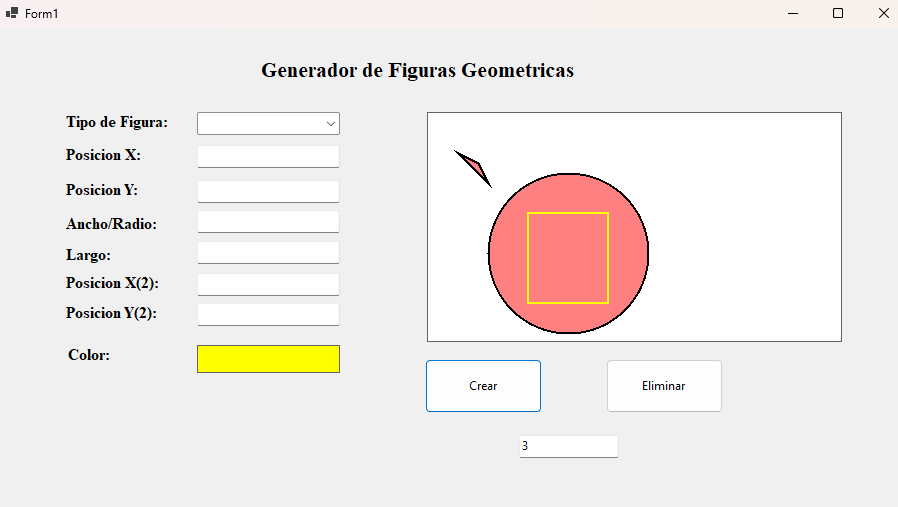 Form1
Generador de Figuras Geometricas
Tipo de Figura:
Posicion X:
Posicion Y:
Ancho/Radio:
Largo:
Posicion X(2):
Posicion Y(2):
Color:
Crear
Eliminar
3